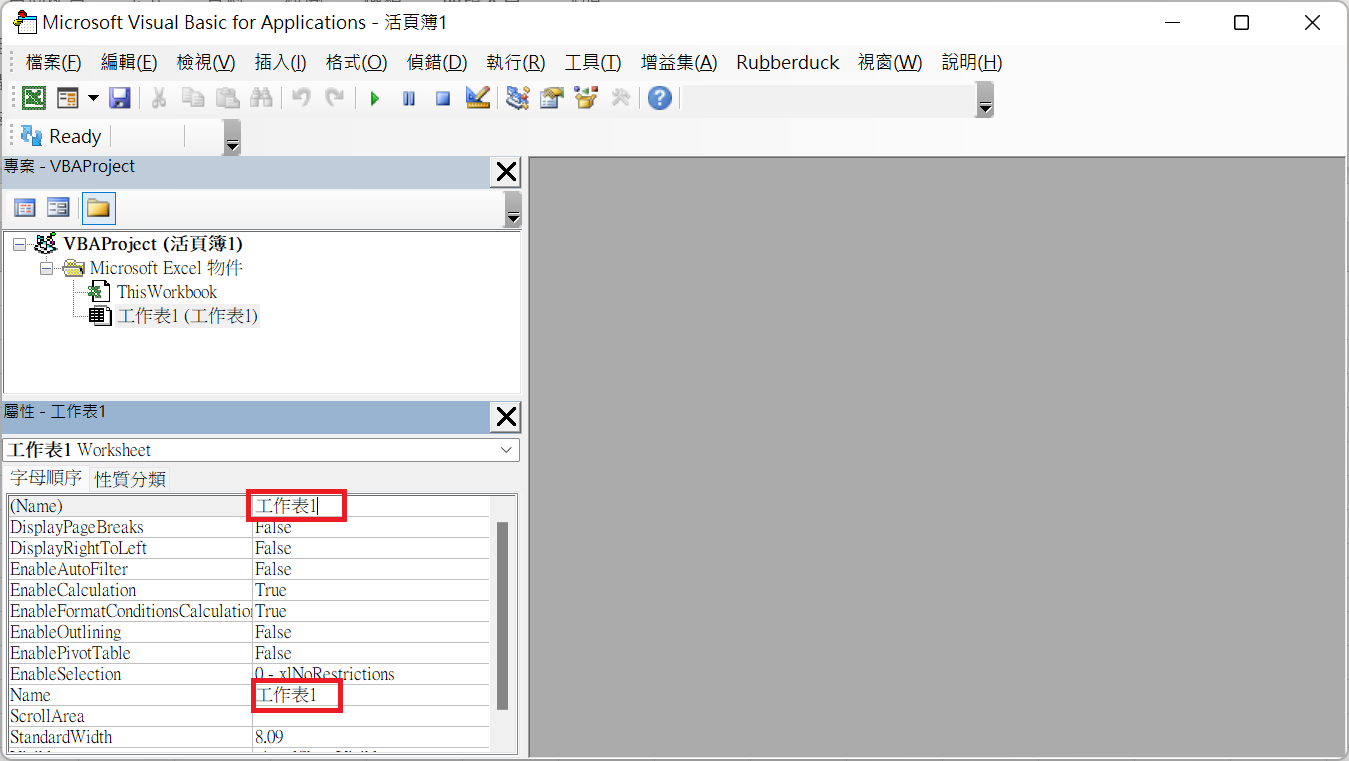 Microsoft Visual Basic for Applications - 活頁簿1
檔案(F) 編輯(E) 檢視(V) 插入(I) 格式(O) 偵錯(D) 執行(R) 工具(T) 增益集(A) Rubberduck 視窗(W) 說明(H)
Ready
專案 - VBAProject
VBAProject (活頁簿1)
Microsoft Excel 物件
ThisWorkbook
工作表1 (工作表1)
屬性 - 工作表1
工作表1 Worksheet
字母順序 性質分類
(Name) 工作表1
DisplayPageBreaks False
DisplayRightToLeft False
EnableAutoFilter False
EnableCalculation True
EnableFormatConditionsCalculation True
EnableOutlining False
EnablePivotTable False
EnableSelection 0 - xlNoRestrictions
Name 工作表1
ScrollArea
StandardWidth 8.09